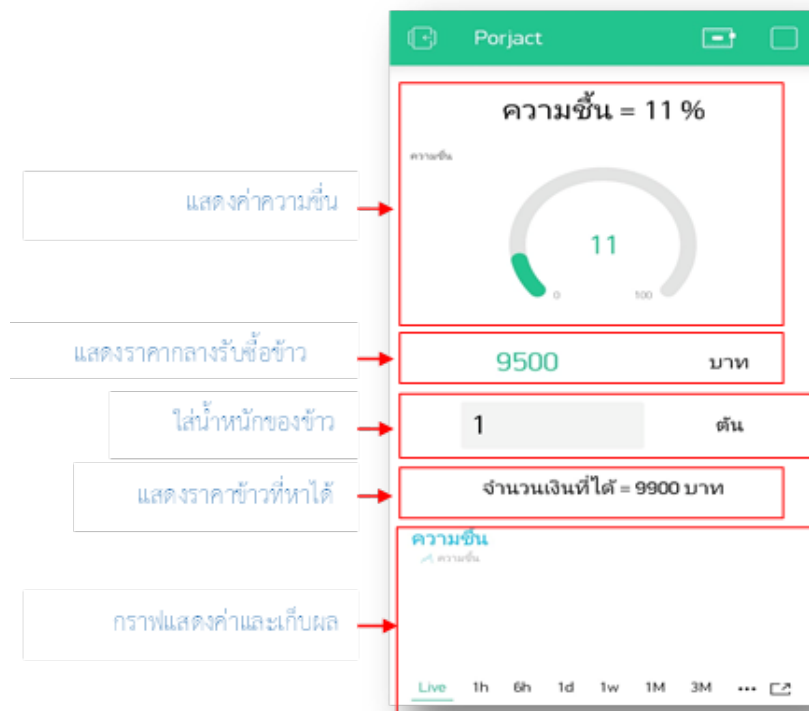 Porjact
ความชื้น = 11 %
ความชื้น
แสดงค่าความชื่น
11
0
100
แสดงราคากลางรับซื้อข้าว
9500
บาท
ใส่น้ำหนักของข้าว
1
ตัน
แสดงราคาข้าวที่หาได้
จำนวนเงินที่ได้ = 9900 บาท
ความชื้น
ความชื้น
กราฟแสดงค่าและเก็บผล
Live 1h 6h 1d 1w 1M 3M •••